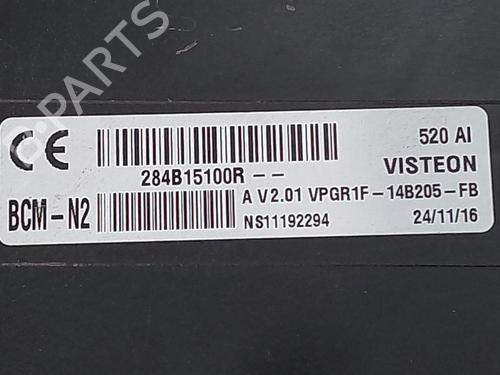 B PARTS
CE 520 AI
284B15100R -- VISTEON
BCM-N2 A V2.01 VPGR1F-14B205-FB
NS11192294 24/11/16